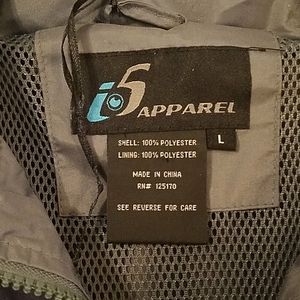 i5 APPAREL
L
SHELL: 100% POLYESTER
LINING: 100% POLYESTER
MADE IN CHINA
RN# 125170
SEE REVERSE FOR CARE